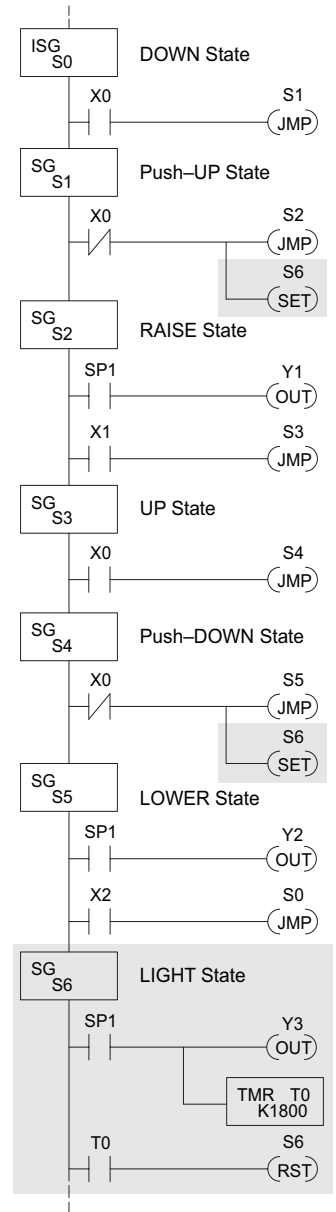 ISG
S0
DOWN State
X0
S1
JMP
SG
S1
Push–UP State
X0
S2
JMP
S6
SET
SG
S2
RAISE State
SP1
Y1
OUT
X1
S3
JMP
SG
S3
UP State
X0
S4
JMP
SG
S4
Push–DOWN State
X0
S5
JMP
S6
SET
SG
S5
LOWER State
SP1
Y2
OUT
X2
S0
JMP
SG
S6
LIGHT State
SP1
Y3
OUT
TMR T0
K1800
T0
S6
RST